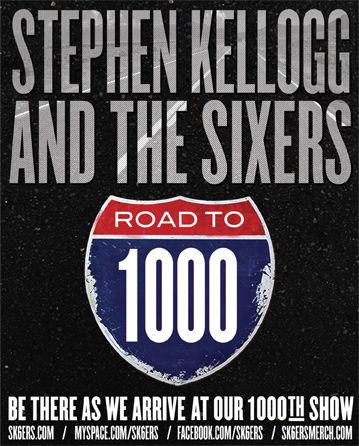 STEPHEN KELLOGG
AND THE SIXERS
ROAD TO
1000
BE THERE AS WE ARRIVE AT OUR 1000TH SHOW
SK6ERS.COM / MYSPACE.COM/SK6ERS / FACEBOOK.COM/SK6ERS / SK6ERSMERCH.COM